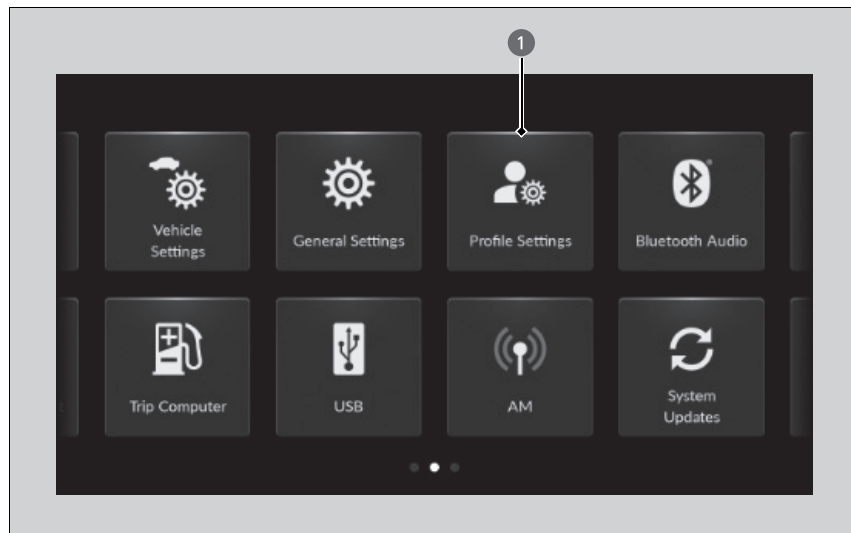 1
Vehicle
Settings
General Settings
Profile Settings
Bluetooth Audio
Trip Computer
USB
AM
System
Updates